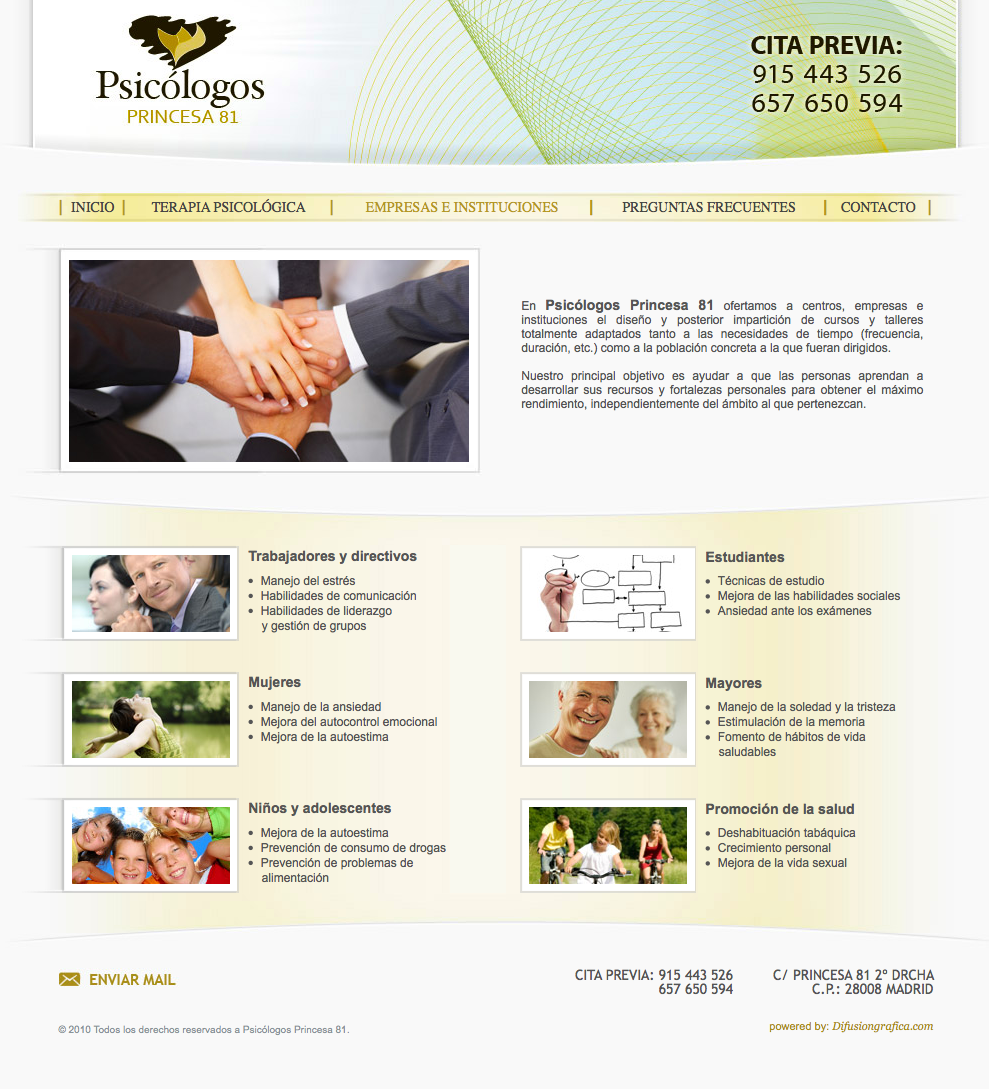 Psicólogos
PRINCESA 81
CITA PREVIA:
915 443 526
657 650 594
| INICIO | TERAPIA PSICOLÓGICA | EMPRESAS E INSTITUCIONES | PREGUNTAS FRECUENTES | CONTACTO |
En Psicólogos Princesa 81 ofertamos a centros, empresas e
instituciones el diseño y posterior impartición de cursos y talleres
totalmente adaptados tanto a las necesidades de tiempo (frecuencia,
duración, etc.) como a la población concreta a la que fueran dirigidos.
Nuestro principal objetivo es ayudar a que las personas aprendan a
desarrollar sus recursos y fortalezas personales para obtener el máximo
rendimiento, independientemente del ámbito al que pertenezcan.
Trabajadores y directivos
• Manejo del estrés
• Habilidades de comunicación
• Habilidades de liderazgo
y gestión de grupos
Estudiantes
• Técnicas de estudio
• Mejora de las habilidades sociales
• Ansiedad ante los exámenes
Mujeres
• Manejo de la ansiedad
• Mejora del autocontrol emocional
• Mejora de la autoestima
Mayores
• Manejo de la soledad y la tristeza
• Estimulación de la memoria
• Fomento de hábitos de vida
saludables
Niños y adolescentes
• Mejora de la autoestima
• Prevención de consumo de drogas
• Prevención de problemas de
alimentación
Promoción de la salud
• Deshabituación tabáquica
• Crecimiento personal
• Mejora de la vida sexual
ENVIAR MAIL
CITA PREVIA: 915 443 526
657 650 594
C/ PRINCESA 81 2º DRCHA
C.P.: 28008 MADRID
© 2010 Todos los derechos reservados a Psicólogos Princesa 81.
powered by: Difusiongrafica.com